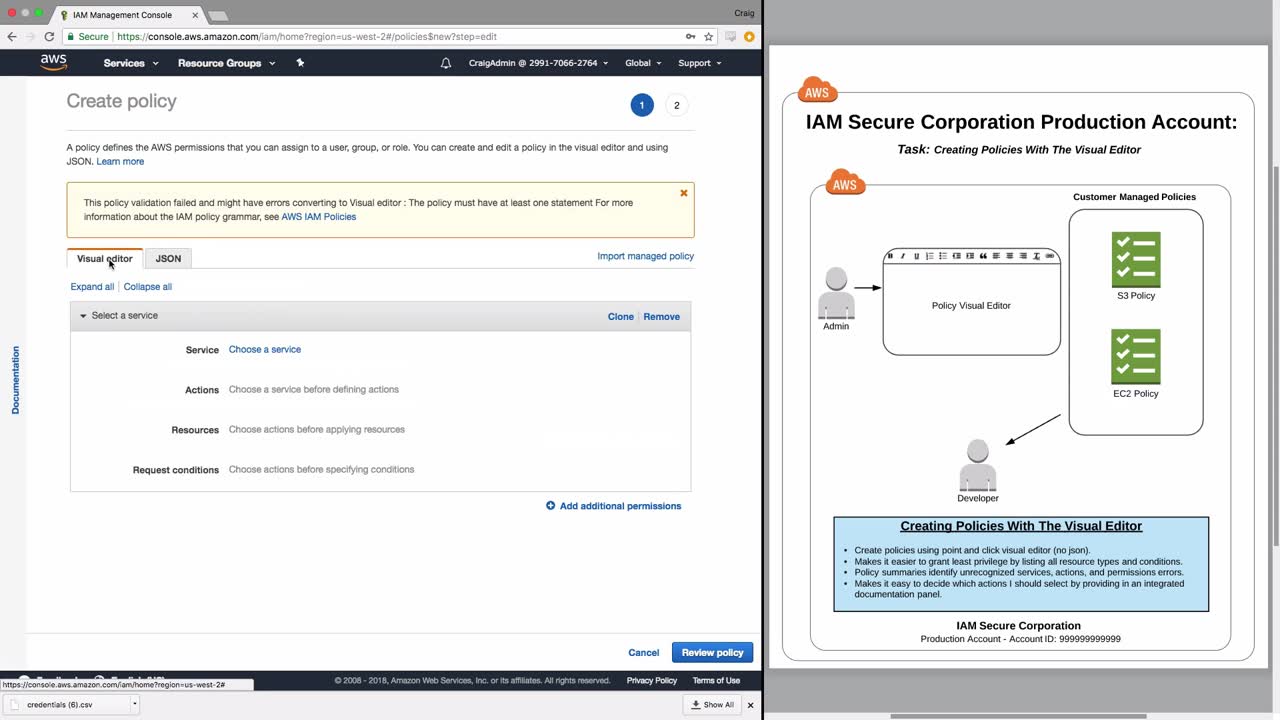 IAM Management Console
Craig
Secure
https://console.aws.amazon.com/iam/home?region=us-west-2#/policies$new?step=edit
aws
Services
Resource Groups
CraigAdmin @ 2991-7066-2764
Global
Support
Create policy
1
2
A policy defines the AWS permissions that you can assign to a user, group, or role. You can create and edit a policy in the visual editor and using
JSON. Learn more
This policy validation failed and might have errors converting to Visual editor : The policy must have at least one statement For more
information about the IAM policy grammar, see AWS IAM Policies
Visual editor
JSON
Import managed policy
Expand all
Collapse all
Select a service
Clone
Remove
Service
Choose a service
Actions
Choose a service before defining actions
Resources
Choose actions before applying resources
Request conditions
Choose actions before specifying conditions
Add additional permissions
Documentation
Cancel
Review policy
© 2008 - 2018, Amazon Web Services, Inc. or its affiliates. All rights reserved.
Privacy Policy
Terms of Use
https://console.aws.amazon.com/iam/home?region=us-west-2#
credentials (6).csv
Show All
AWS
IAM Secure Corporation Production Account:
Task: Creating Policies With The Visual Editor
AWS
Customer Managed Policies
B I U
Policy Visual Editor
Admin
S3 Policy
EC2 Policy
Developer
Creating Policies With The Visual Editor
• Create policies using point and click visual editor (no json).
• Makes it easier to grant least privilege by listing all resource types and conditions.
• Policy summaries identify unrecognized services, actions, and permissions errors.
• Makes it easy to decide which actions I should select by providing in an integrated
documentation panel.
IAM Secure Corporation
Production Account - Account ID: 999999999999